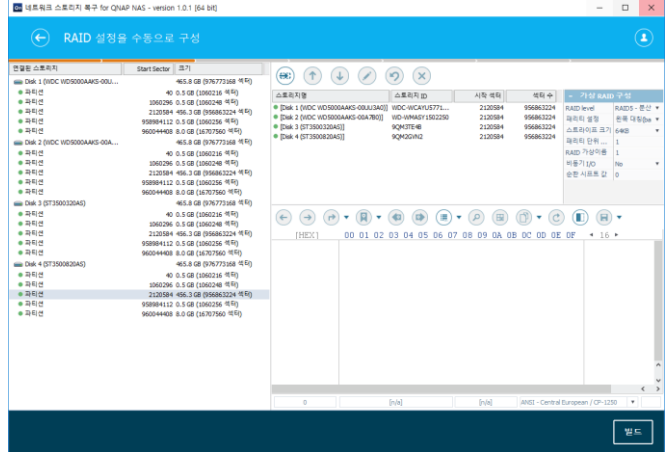 네트워크 스토리지 복구 for QNAP NAS - version 1.0.1 [64 bit]
RAID 설정을 수동으로 구성
연결된 스토리지 Start Sector 크기
Disk 1 (WDC WD5000AAKS-00U... 465.8 GB (976773168 섹터)
파티션 40 0.5 GB (1060216 섹터)
파티션 1060296 0.5 GB (1060248 섹터)
파티션 2120584 456.3 GB (956863224 섹터)
파티션 958984112 0.5 GB (1060256 섹터)
파티션 960044408 8.0 GB (16707560 섹터)
Disk 2 (WDC WD5000AAKS-00A... 465.8 GB (976773168 섹터)
파티션 40 0.5 GB (1060216 섹터)
파티션 1060296 0.5 GB (1060248 섹터)
파티션 2120584 456.3 GB (956863224 섹터)
파티션 958984112 0.5 GB (1060256 섹터)
파티션 960044408 8.0 GB (16707560 섹터)
Disk 3 (ST3500320AS) 465.8 GB (976773168 섹터)
파티션 40 0.5 GB (1060216 섹터)
파티션 1060296 0.5 GB (1060248 섹터)
파티션 2120584 456.3 GB (956863224 섹터)
파티션 958984112 0.5 GB (1060256 섹터)
파티션 960044408 8.0 GB (16707560 섹터)
Disk 4 (ST3500820AS) 465.8 GB (976773168 섹터)
파티션 40 0.5 GB (1060216 섹터)
파티션 1060296 0.5 GB (1060248 섹터)
파티션 2120584 456.3 GB (956863224 섹터)
파티션 958984112 0.5 GB (1060256 섹터)
파티션 960044408 8.0 GB (16707560 섹터)
스토리지명 스토리지 ID 시작 섹터 섹터 수
[Disk 1 (WDC WD5000AAKS-00UU3A0)] WDC-WCAYU5771... 2120584 956863224
[Disk 2 (WDC WD5000AAKS-00A7B0)] WD-WMASY1502250 2120584 956863224
[Disk 3 (ST3500320AS)] 9QM3TE46 2120584 956863224
[Disk 4 (ST3500820AS)] 9QM2GVN2 2120584 956863224
가상 RAID 구성
RAID level RAID5 - 분산
패리티 설정 왼쪽 대칭(ba
스트라이프 크기 64KB
패리티 단위 ... 1
RAID 가상이름 1
비동기 I/O No
순환 시프트 값 0
[HEX] 00 01 02 03 04 05 06 07 08 09 0A 0B 0C 0D 0E 0F 16
0 [n/a] [n/a] ANSI - Central European / CP-1250
빌드